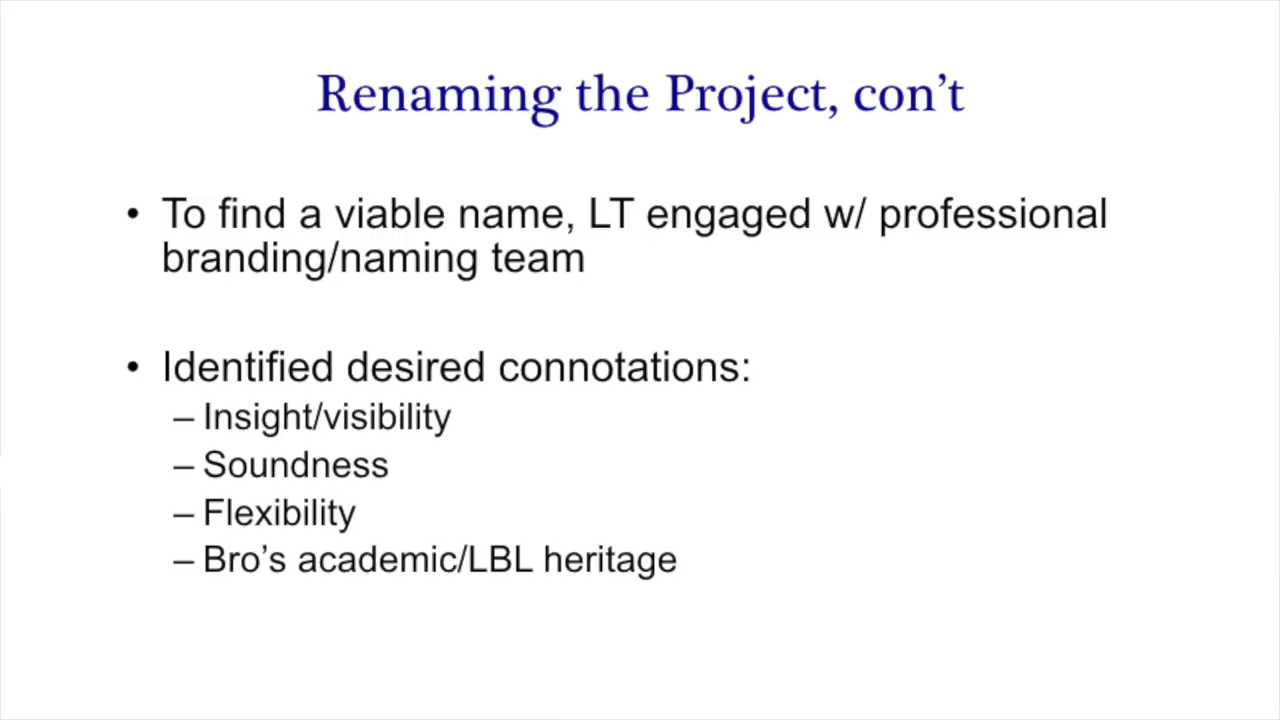 Renaming the Project, con’t
• To find a viable name, LT engaged w/ professional
branding/naming team
• Identified desired connotations:
– Insight/visibility
– Soundness
– Flexibility
– Bro’s academic/LBL heritage